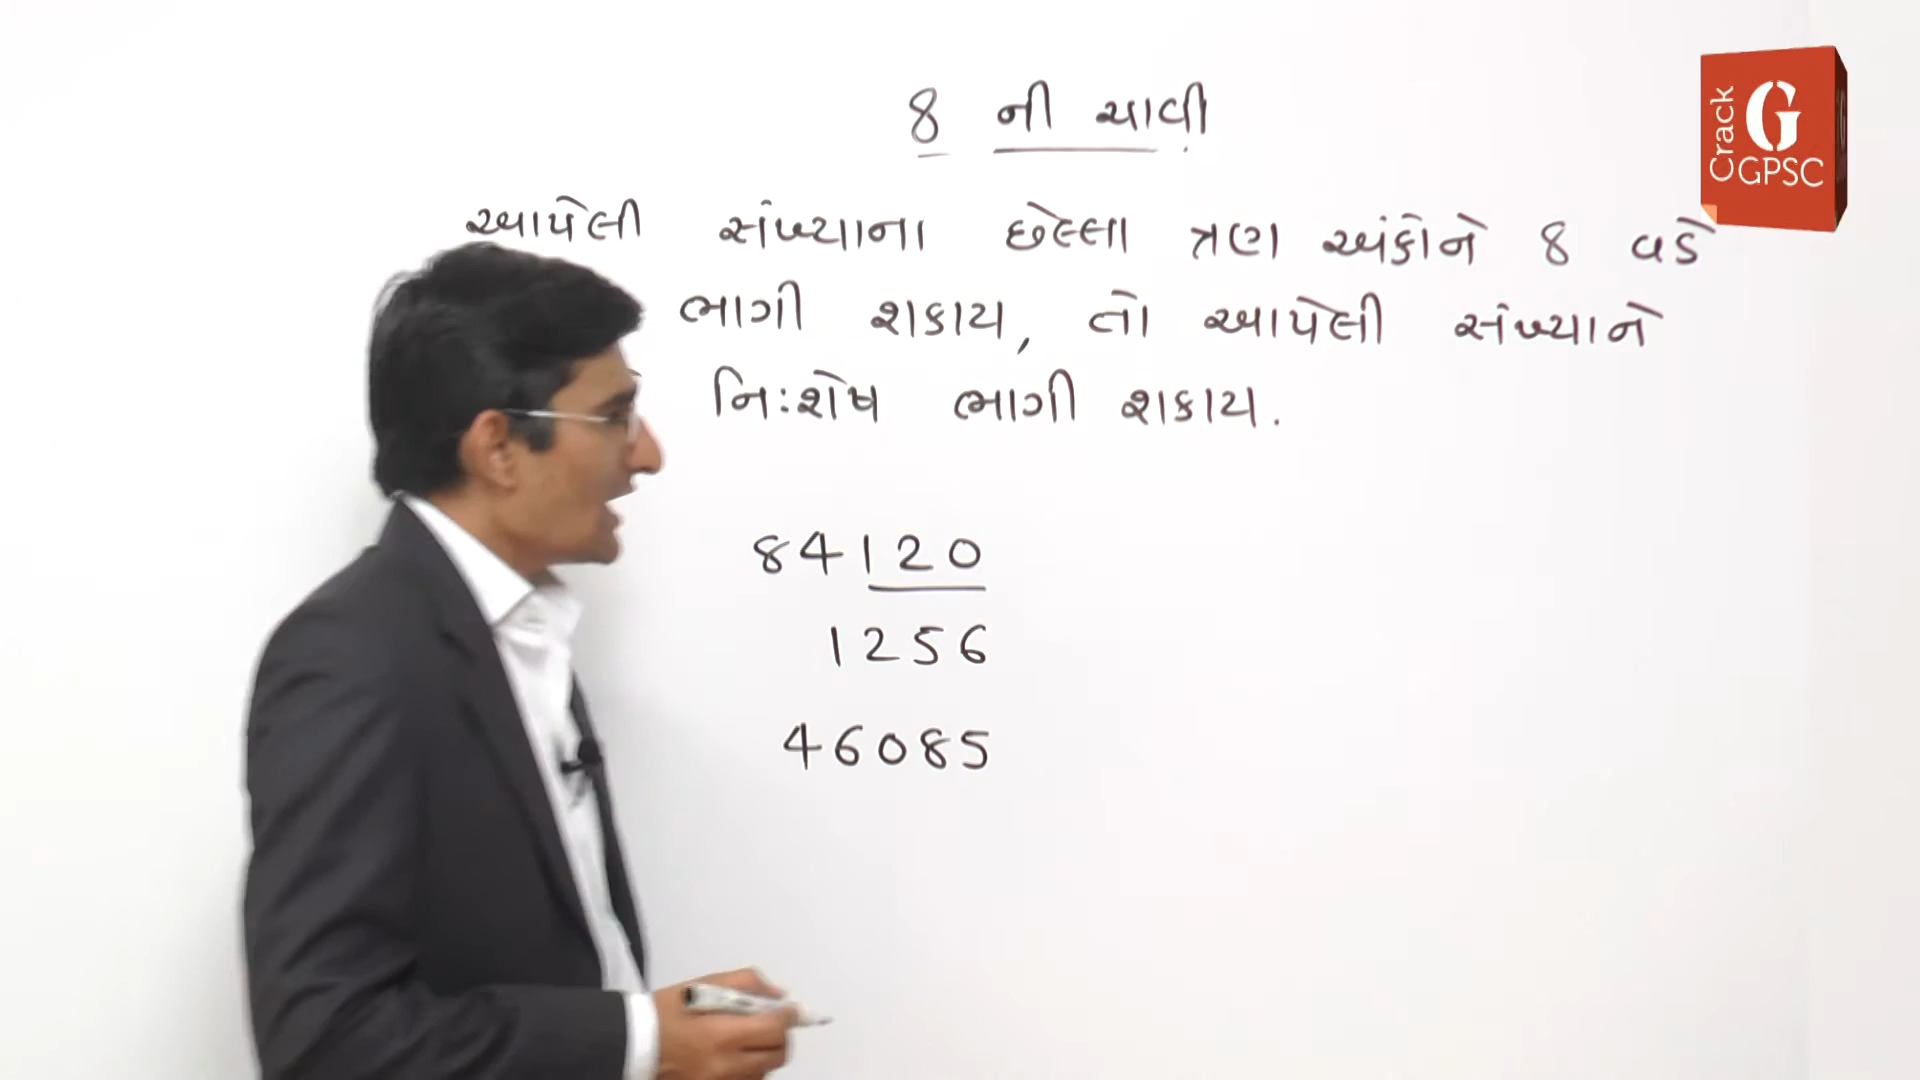 8 ની ચાવી
આપેલી સંખ્યાના છેલ્લા ત્રણ અંકોને 8 વડે
ભાગી શકાય, તો આપેલી સંખ્યાને
નિઃશેષ ભાગી શકાય.
84120
1256
46085
Crack
G
GPSC